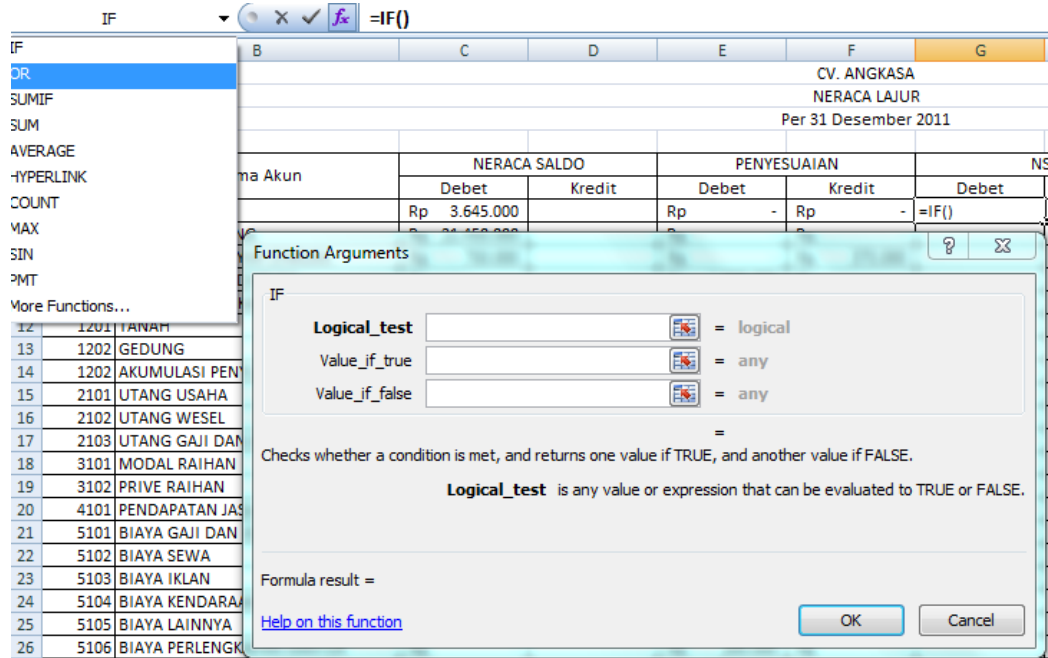 IF =IF()
IF
OR
SUMIF
SUM
AVERAGE
HYPERLINK
COUNT
MAX
SIN
PMT
More Functions...
B C D E F G
CV. ANGKASA
NERACA LAJUR
Per 31 Desember 2011
NERACA SALDO PENYESUAIAN
ma Akun Debet Kredit Debet Kredit Debet
Rp 3.645.000 Rp - Rp - =IF()
Function Arguments
IF
Logical_test = logical
Value_if_true = any
Value_if_false = any
=
Checks whether a condition is met, and returns one value if TRUE, and another value if FALSE.
Logical_test is any value or expression that can be evaluated to TRUE or FALSE.
Formula result =
Help on this function
OK Cancel
12 1201 TANAH
13 1202 GEDUNG
14 1202 AKUMULASI PENY
15 2101 UTANG USAHA
16 2102 UTANG WESEL
17 2103 UTANG GAJI DAN
18 3101 MODAL RAIHAN
19 3102 PRIVE RAIHAN
20 4101 PENDAPATAN JAS
21 5101 BIAYA GAJI DAN
22 5102 BIAYA SEWA
23 5103 BIAYA IKLAN
24 5104 BIAYA KENDARAA
25 5105 BIAYA LAINNYA
26 5106 BIAYA PERLENGK